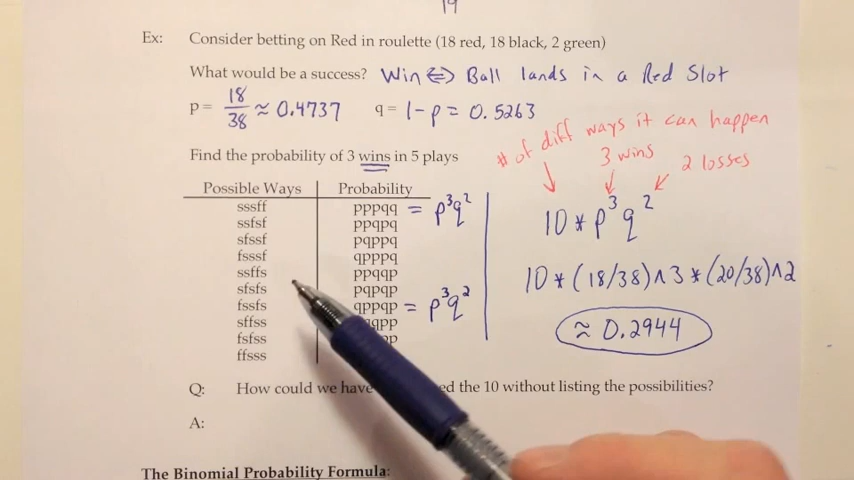 19
Ex: Consider betting on Red in roulette (18 red, 18 black, 2 green)
What would be a success? Win ⇔ Ball lands in a Red Slot
p = 18/38 ≈ 0.4737 q = 1-p = 0.5263
# of diff ways it can happen
3 wins
2 losses
Find the probability of 3 wins in 5 plays
Possible Ways Probability
sssff pppqq = p³q²
ssfsf ppqpq
sfssf pqppq
fsssf qpppq
ssffs ppqqp
sfsfs pqpqp
fssfs qppqp = p³q²
sffss qpp
fsfss p
ffsss
10 * p³q²
10 * (18/38)^3 * (20/38)^2
≈ 0.2944
Q: How could we have ed the 10 without listing the possibilities?
A:
The Binomial Probability Formula: